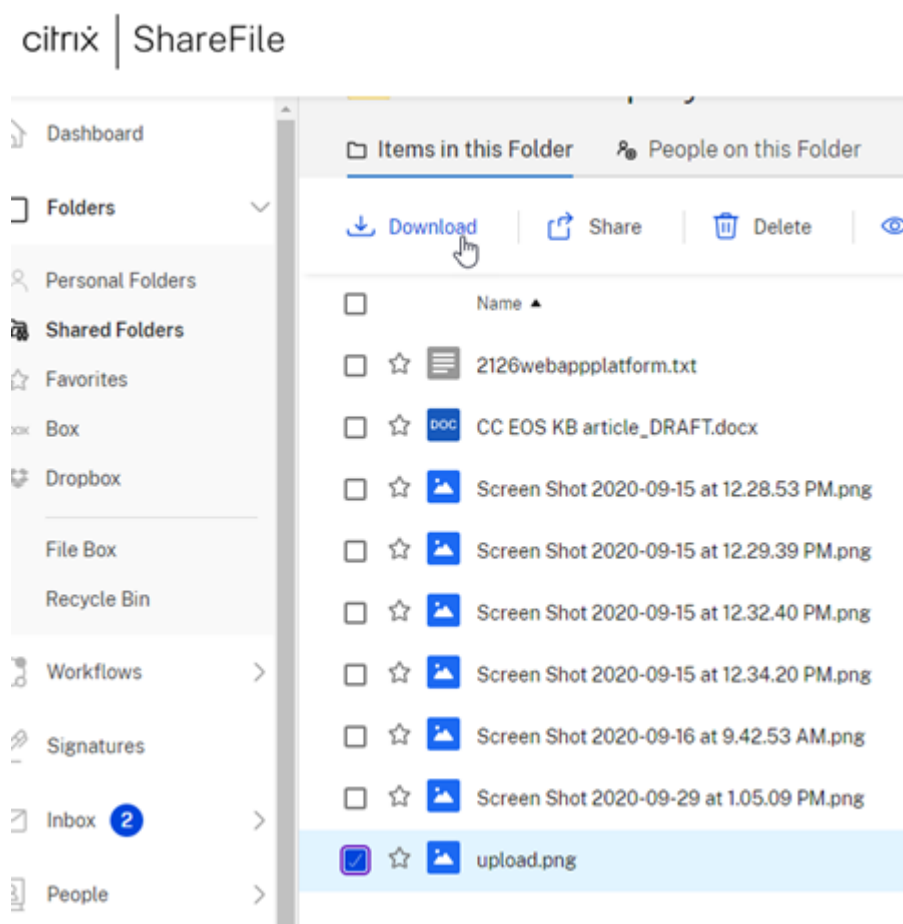 citrix | ShareFile
Dashboard
Folders
Personal Folders
Shared Folders
Favorites
Box
Dropbox
File Box
Recycle Bin
Workflows
Signatures
Inbox 2
People
Items in this Folder People on this Folder
Download Share Delete
Name
2126webappplatform.txt
DOC CC EOS KB article_DRAFT.docx
Screen Shot 2020-09-15 at 12.28.53 PM.png
Screen Shot 2020-09-15 at 12.29.39 PM.png
Screen Shot 2020-09-15 at 12.32.40 PM.png
Screen Shot 2020-09-15 at 12.34.20 PM.png
Screen Shot 2020-09-16 at 9.42.53 AM.png
Screen Shot 2020-09-29 at 1.05.09 PM.png
upload.png